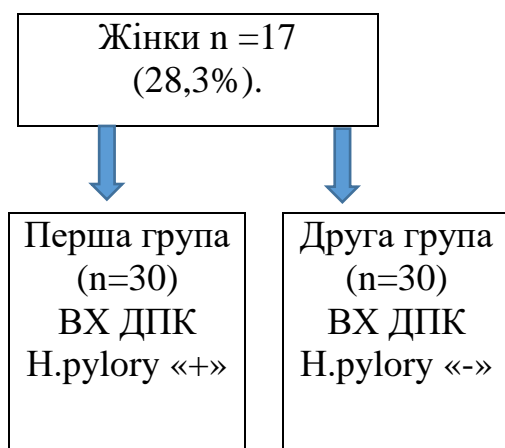 Жінки n =17
(28,3%).
Перша група
(n=30)
ВХ ДПК
H.pylory «+»
Друга група
(n=30)
ВХ ДПК
H.pylory «-»